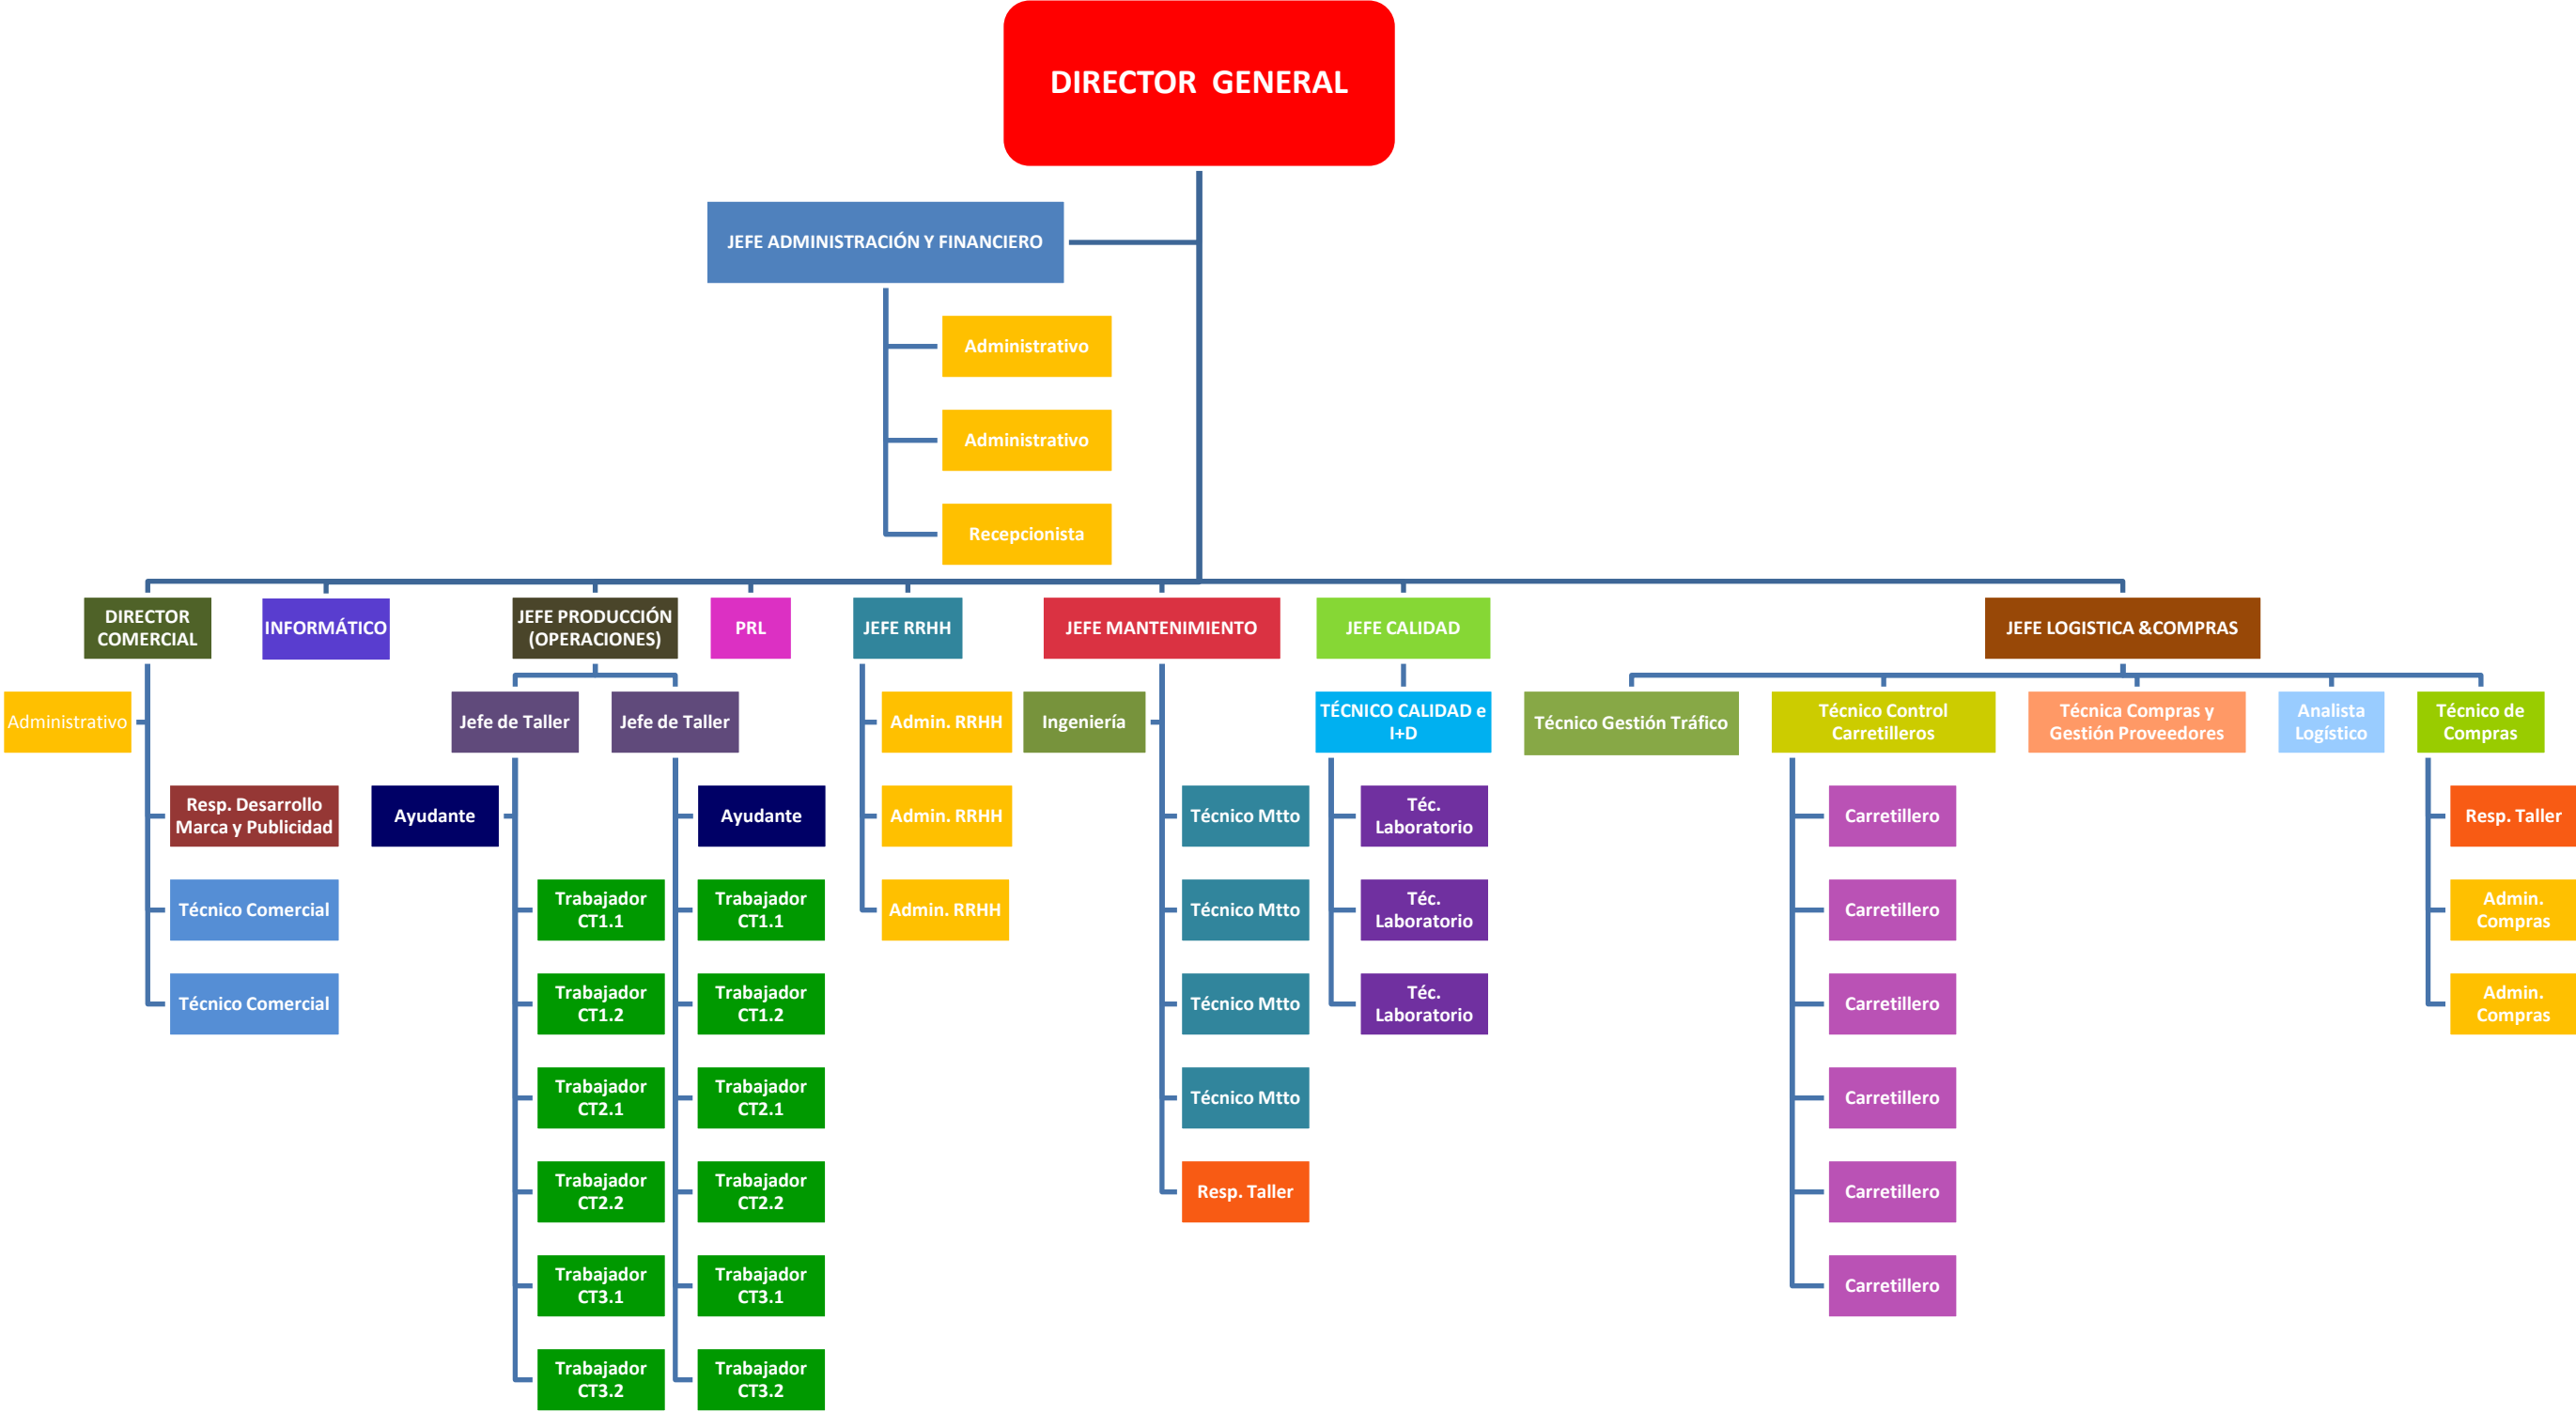 DIRECTOR GENERAL
JEFE ADMINISTRACIÓN Y FINANCIERO
Administrativo
Administrativo
Recepcionista
DIRECTOR
COMERCIAL
INFORMÁTICO
JEFE PRODUCCIÓN
(OPERACIONES)
PRL
JEFE RRHH
JEFE MANTENIMIENTO
JEFE CALIDAD
JEFE LOGISTICA &COMPRAS
Administrativo
Jefe de Taller
Jefe de Taller
Admin. RRHH
Ingeniería
TÉCNICO CALIDAD e
I+D
Técnico Gestión Tráfico
Técnico Control
Carretilleros
Técnica Compras y
Gestión Proveedores
Analista
Logístico
Técnico de
Compras
Resp. Desarrollo
Marca y Publicidad
Ayudante
Ayudante
Admin. RRHH
Técnico Mtto
Téc.
Laboratorio
Carretillero
Resp. Taller
Técnico Comercial
Trabajador
CT1.1
Trabajador
CT1.1
Admin. RRHH
Técnico Mtto
Téc.
Laboratorio
Carretillero
Admin.
Compras
Técnico Comercial
Trabajador
CT1.2
Trabajador
CT1.2
Técnico Mtto
Téc.
Laboratorio
Carretillero
Admin.
Compras
Trabajador
CT2.1
Trabajador
CT2.1
Técnico Mtto
Carretillero
Trabajador
CT2.2
Trabajador
CT2.2
Resp. Taller
Carretillero
Trabajador
CT3.1
Trabajador
CT3.1
Carretillero
Trabajador
CT3.2
Trabajador
CT3.2